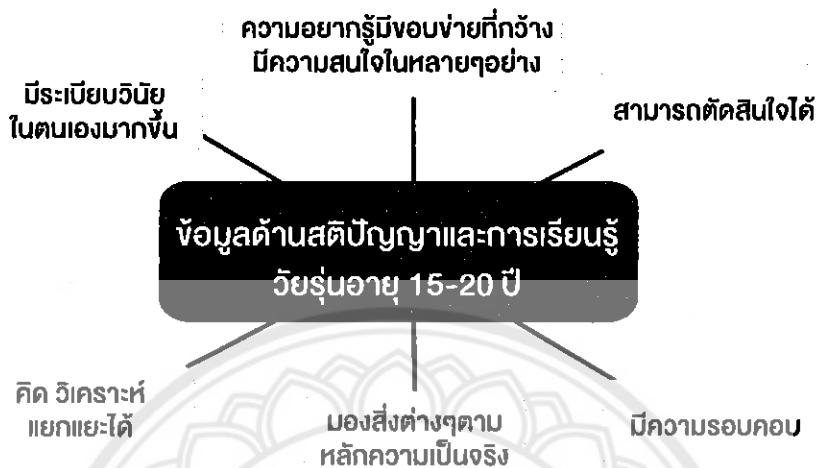 ความอยากรู้มีขอบข่ายที่กว้าง
มีความสนใจในหลายๆอย่าง
มีระเบียบวินัย
ในตนเองมากขึ้น
สามารถตัดสินใจได้
ข้อมูลด้านสติปัญญาและการเรียนรู้
วัยรุ่นอายุ 15-20 ปี
คิด วิเคราะห์
แยกแยะได้
มองสิ่งต่างๆตาม
หลักความเป็นจริง
มีความรอบคอบ